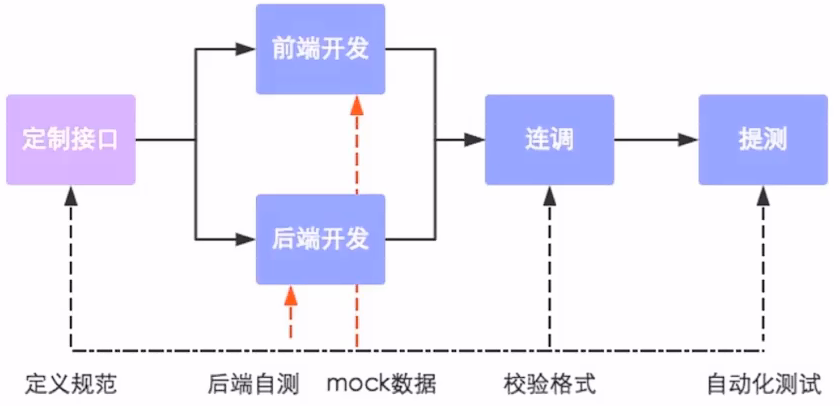 前端开发
定制接口
连调
提测
后端开发
定义规范
后端自测
mock数据
校验格式
自动化测试